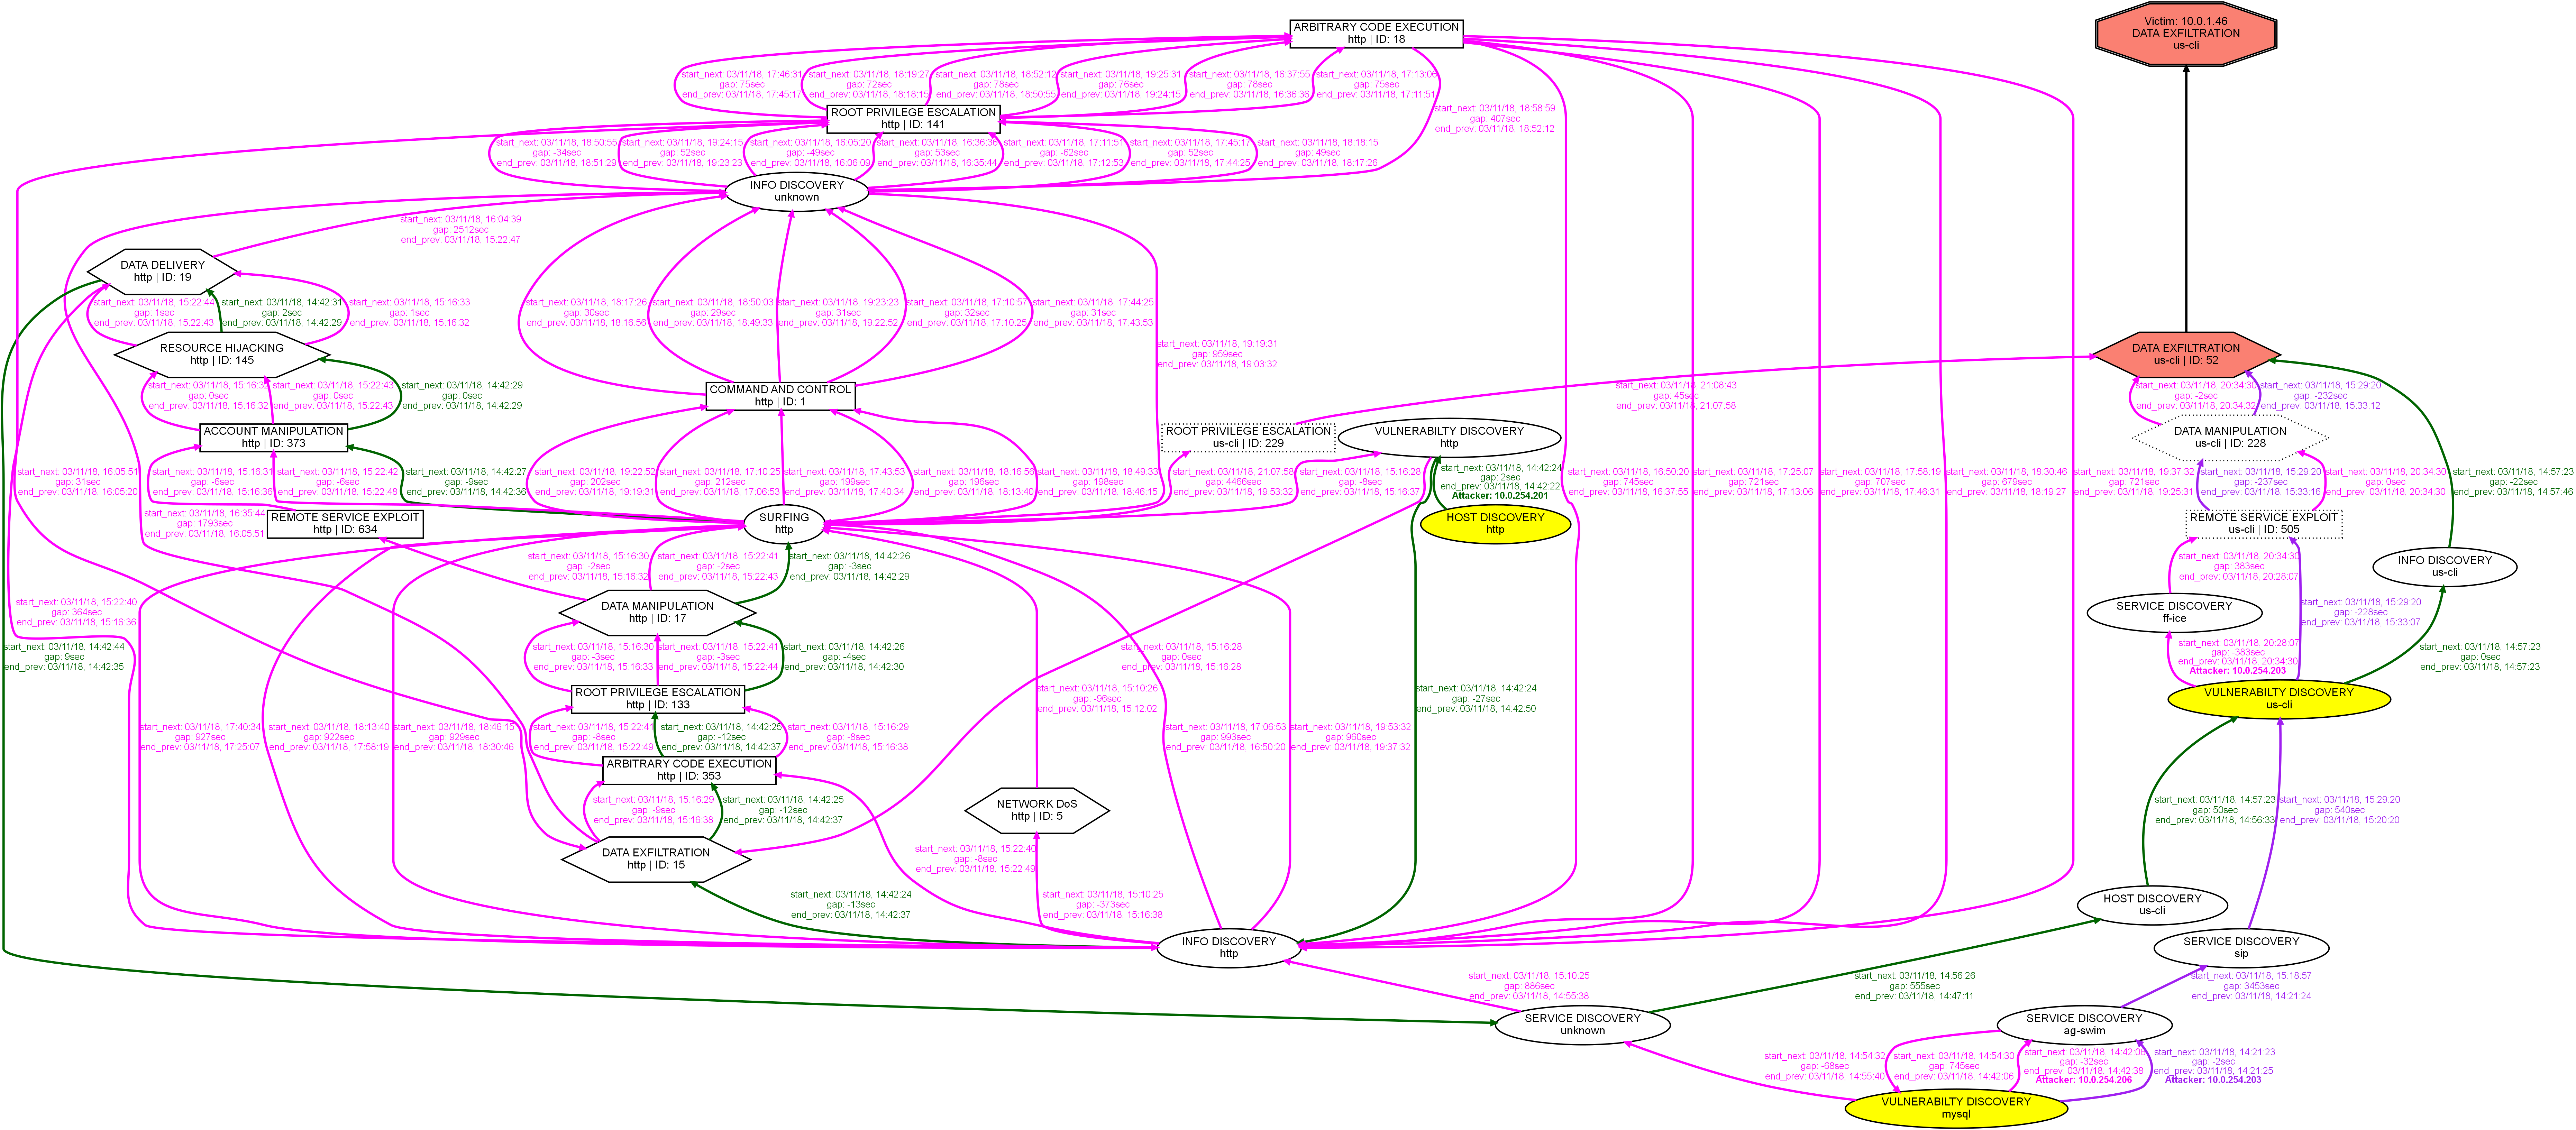 ARBITRARY CODE EXECUTION
http | ID: 18
Victim: 10.0.1.46
DATA EXFILTRATION
us-cli
start_next: 03/11/18, 17:46:31
gap: 75sec
end_prev: 03/11/18, 17:45:17
start_next: 03/11/18, 18:19:27
gap: 72sec
end_prev: 03/11/18, 18:18:15
start_next: 03/11/18, 18:52:12
gap: 78sec
end_prev: 03/11/18, 18:50:55
start_next: 03/11/18, 19:25:31
gap: 76sec
end_prev: 03/11/18, 19:24:15
start_next: 03/11/18, 16:37:55
gap: 78sec
end_prev: 03/11/18, 16:36:36
start_next: 03/11/18, 17:13:06
gap: 75sec
end_prev: 03/11/18, 17:11:51
start_next: 03/11/18, 18:58:59
gap: 407sec
end_prev: 03/11/18, 18:52:12
ROOT PRIVILEGE ESCALATION
http | ID: 141
start_next: 03/11/18, 18:50:55
gap: -34sec
end_prev: 03/11/18, 18:51:29
start_next: 03/11/18, 19:24:15
gap: 52sec
end_prev: 03/11/18, 19:23:23
start_next: 03/11/18, 16:05:20
gap: -49sec
end_prev: 03/11/18, 16:06:09
start_next: 03/11/18, 16:36:36
gap: 53sec
end_prev: 03/11/18, 16:35:44
start_next: 03/11/18, 17:11:51
gap: -62sec
end_prev: 03/11/18, 17:12:53
start_next: 03/11/18, 17:45:17
gap: 52sec
end_prev: 03/11/18, 17:44:25
start_next: 03/11/18, 18:18:15
gap: 49sec
end_prev: 03/11/18, 18:17:26
INFO DISCOVERY
unknown
start_next: 03/11/18, 16:04:39
gap: 2512sec
end_prev: 03/11/18, 15:22:47
DATA DELIVERY
http | ID: 19
start_next: 03/11/18, 15:22:44
gap: 1sec
end_prev: 03/11/18, 15:22:43
start_next: 03/11/18, 14:42:31
gap: 2sec
end_prev: 03/11/18, 14:42:29
start_next: 03/11/18, 15:16:33
gap: 1sec
end_prev: 03/11/18, 15:16:32
start_next: 03/11/18, 18:17:26
gap: 30sec
end_prev: 03/11/18, 18:16:56
start_next: 03/11/18, 18:50:03
gap: 29sec
end_prev: 03/11/18, 18:49:33
start_next: 03/11/18, 19:23:23
gap: 31sec
end_prev: 03/11/18, 19:22:52
start_next: 03/11/18, 17:10:57
gap: 32sec
end_prev: 03/11/18, 17:10:25
start_next: 03/11/18, 17:44:25
gap: 31sec
end_prev: 03/11/18, 17:43:53
start_next: 03/11/18, 19:19:31
gap: 959sec
end_prev: 03/11/18, 19:03:32
RESOURCE HIJACKING
http | ID: 145
DATA EXFILTRATION
us-cli | ID: 52
start_next: 03/11/18, 15:16:32
gap: 0sec
end_prev: 03/11/18, 15:16:32
start_next: 03/11/18, 15:22:43
gap: 0sec
end_prev: 03/11/18, 15:22:43
start_next: 03/11/18, 14:42:29
gap: 0sec
end_prev: 03/11/18, 14:42:29
COMMAND AND CONTROL
http | ID: 1
start_next: 03/11/18, 21:08:43
gap: 45sec
end_prev: 03/11/18, 21:07:58
start_next: 03/11/18, 20:34:30
gap: -2sec
end_prev: 03/11/18, 20:34:32
start_next: 03/11/18, 15:29:20
gap: -232sec
end_prev: 03/11/18, 15:33:12
ACCOUNT MANIPULATION
http | ID: 373
ROOT PRIVILEGE ESCALATION
us-cli | ID: 229
VULNERABILTY DISCOVERY
http
DATA MANIPULATION
us-cli | ID: 228
start_next: 03/11/18, 16:05:51
gap: 31sec
end_prev: 03/11/18, 16:05:20
start_next: 03/11/18, 15:16:31
gap: -6sec
end_prev: 03/11/18, 15:16:36
start_next: 03/11/18, 15:22:42
gap: -6sec
end_prev: 03/11/18, 15:22:48
start_next: 03/11/18, 14:42:27
gap: -9sec
end_prev: 03/11/18, 14:42:36
start_next: 03/11/18, 19:22:52
gap: 202sec
end_prev: 03/11/18, 19:19:31
start_next: 03/11/18, 17:10:25
gap: 212sec
end_prev: 03/11/18, 17:06:53
start_next: 03/11/18, 17:43:53
gap: 199sec
end_prev: 03/11/18, 17:40:34
start_next: 03/11/18, 18:16:56
gap: 196sec
end_prev: 03/11/18, 18:13:40
start_next: 03/11/18, 18:49:33
gap: 198sec
end_prev: 03/11/18, 18:46:15
start_next: 03/11/18, 21:07:58
gap: 4466sec
end_prev: 03/11/18, 19:53:32
start_next: 03/11/18, 15:16:28
gap: -8sec
end_prev: 03/11/18, 15:16:37
start_next: 03/11/18, 14:42:24
gap: 2sec
end_prev: 03/11/18, 14:42:22
Attacker: 10.0.254.201
start_next: 03/11/18, 16:50:20
gap: 745sec
end_prev: 03/11/18, 16:37:55
start_next: 03/11/18, 17:25:07
gap: 721sec
end_prev: 03/11/18, 17:13:06
start_next: 03/11/18, 17:58:19
gap: 707sec
end_prev: 03/11/18, 17:46:31
start_next: 03/11/18, 18:30:46
gap: 679sec
end_prev: 03/11/18, 18:19:27
start_next: 03/11/18, 19:37:32
gap: 721sec
end_prev: 03/11/18, 19:25:31
start_next: 03/11/18, 15:29:20
gap: -237sec
end_prev: 03/11/18, 15:33:16
start_next: 03/11/18, 20:34:30
gap: 0sec
end_prev: 03/11/18, 20:34:30
start_next: 03/11/18, 14:57:23
gap: -22sec
end_prev: 03/11/18, 14:57:46
start_next: 03/11/18, 16:35:44
gap: 1793sec
end_prev: 03/11/18, 16:05:51
REMOTE SERVICE EXPLOIT
http | ID: 634
SURFING
http
HOST DISCOVERY
http
REMOTE SERVICE EXPLOIT
us-cli | ID: 505
start_next: 03/11/18, 15:16:30
gap: -2sec
end_prev: 03/11/18, 15:16:32
start_next: 03/11/18, 15:22:41
gap: -2sec
end_prev: 03/11/18, 15:22:43
start_next: 03/11/18, 14:42:26
gap: -3sec
end_prev: 03/11/18, 14:42:29
start_next: 03/11/18, 20:34:30
gap: 383sec
end_prev: 03/11/18, 20:28:07
INFO DISCOVERY
us-cli
start_next: 03/11/18, 15:22:40
gap: 364sec
end_prev: 03/11/18, 15:16:36
DATA MANIPULATION
http | ID: 17
SERVICE DISCOVERY
ff-ice
start_next: 03/11/18, 15:29:20
gap: -228sec
end_prev: 03/11/18, 15:33:07
start_next: 03/11/18, 14:42:44
gap: 9sec
end_prev: 03/11/18, 14:42:35
start_next: 03/11/18, 15:16:30
gap: -3sec
end_prev: 03/11/18, 15:16:33
start_next: 03/11/18, 15:22:41
gap: -3sec
end_prev: 03/11/18, 15:22:44
start_next: 03/11/18, 14:42:26
gap: -4sec
end_prev: 03/11/18, 14:42:30
start_next: 03/11/18, 15:16:28
gap: 0sec
end_prev: 03/11/18, 15:16:28
start_next: 03/11/18, 20:28:07
gap: -383sec
end_prev: 03/11/18, 20:34:30
Attacker: 10.0.254.203
start_next: 03/11/18, 14:57:23
gap: 0sec
end_prev: 03/11/18, 14:57:23
ROOT PRIVILEGE ESCALATION
http | ID: 133
start_next: 03/11/18, 15:10:26
gap: -96sec
end_prev: 03/11/18, 15:12:02
start_next: 03/11/18, 14:42:24
gap: -27sec
end_prev: 03/11/18, 14:42:50
VULNERABILTY DISCOVERY
us-cli
start_next: 03/11/18, 17:40:34
gap: 927sec
end_prev: 03/11/18, 17:25:07
start_next: 03/11/18, 18:13:40
gap: 922sec
end_prev: 03/11/18, 17:58:19
start_next: 03/11/18, 18:46:15
gap: 929sec
end_prev: 03/11/18, 18:30:46
start_next: 03/11/18, 15:22:41
gap: -8sec
end_prev: 03/11/18, 15:22:49
start_next: 03/11/18, 14:42:25
gap: -12sec
end_prev: 03/11/18, 14:42:37
start_next: 03/11/18, 15:16:29
gap: -8sec
end_prev: 03/11/18, 15:16:38
start_next: 03/11/18, 17:06:53
gap: 993sec
end_prev: 03/11/18, 16:50:20
start_next: 03/11/18, 19:53:32
gap: 960sec
end_prev: 03/11/18, 19:37:32
ARBITRARY CODE EXECUTION
http | ID: 353
start_next: 03/11/18, 15:16:29
gap: -9sec
end_prev: 03/11/18, 15:16:38
start_next: 03/11/18, 14:42:25
gap: -12sec
end_prev: 03/11/18, 14:42:37
NETWORK DoS
http | ID: 5
start_next: 03/11/18, 14:57:23
gap: 50sec
end_prev: 03/11/18, 14:56:33
start_next: 03/11/18, 15:29:20
gap: 540sec
end_prev: 03/11/18, 15:20:20
DATA EXFILTRATION
http | ID: 15
start_next: 03/11/18, 15:22:40
gap: -8sec
end_prev: 03/11/18, 15:22:49
start_next: 03/11/18, 14:42:24
gap: -13sec
end_prev: 03/11/18, 14:42:37
start_next: 03/11/18, 15:10:25
gap: -373sec
end_prev: 03/11/18, 15:16:38
HOST DISCOVERY
us-cli
INFO DISCOVERY
http
SERVICE DISCOVERY
sip
start_next: 03/11/18, 15:10:25
gap: 886sec
end_prev: 03/11/18, 14:55:38
start_next: 03/11/18, 14:56:26
gap: 555sec
end_prev: 03/11/18, 14:47:11
start_next: 03/11/18, 15:18:57
gap: 3453sec
end_prev: 03/11/18, 14:21:24
SERVICE DISCOVERY
unknown
SERVICE DISCOVERY
ag-swim
start_next: 03/11/18, 14:54:32
gap: -68sec
end_prev: 03/11/18, 14:55:40
start_next: 03/11/18, 14:54:30
gap: 745sec
end_prev: 03/11/18, 14:42:06
start_next: 03/11/18, 14:42:06
gap: -32sec
end_prev: 03/11/18, 14:42:38
Attacker: 10.0.254.206
start_next: 03/11/18, 14:21:23
gap: -2sec
end_prev: 03/11/18, 14:21:25
Attacker: 10.0.254.203
VULNERABILTY DISCOVERY
mysql